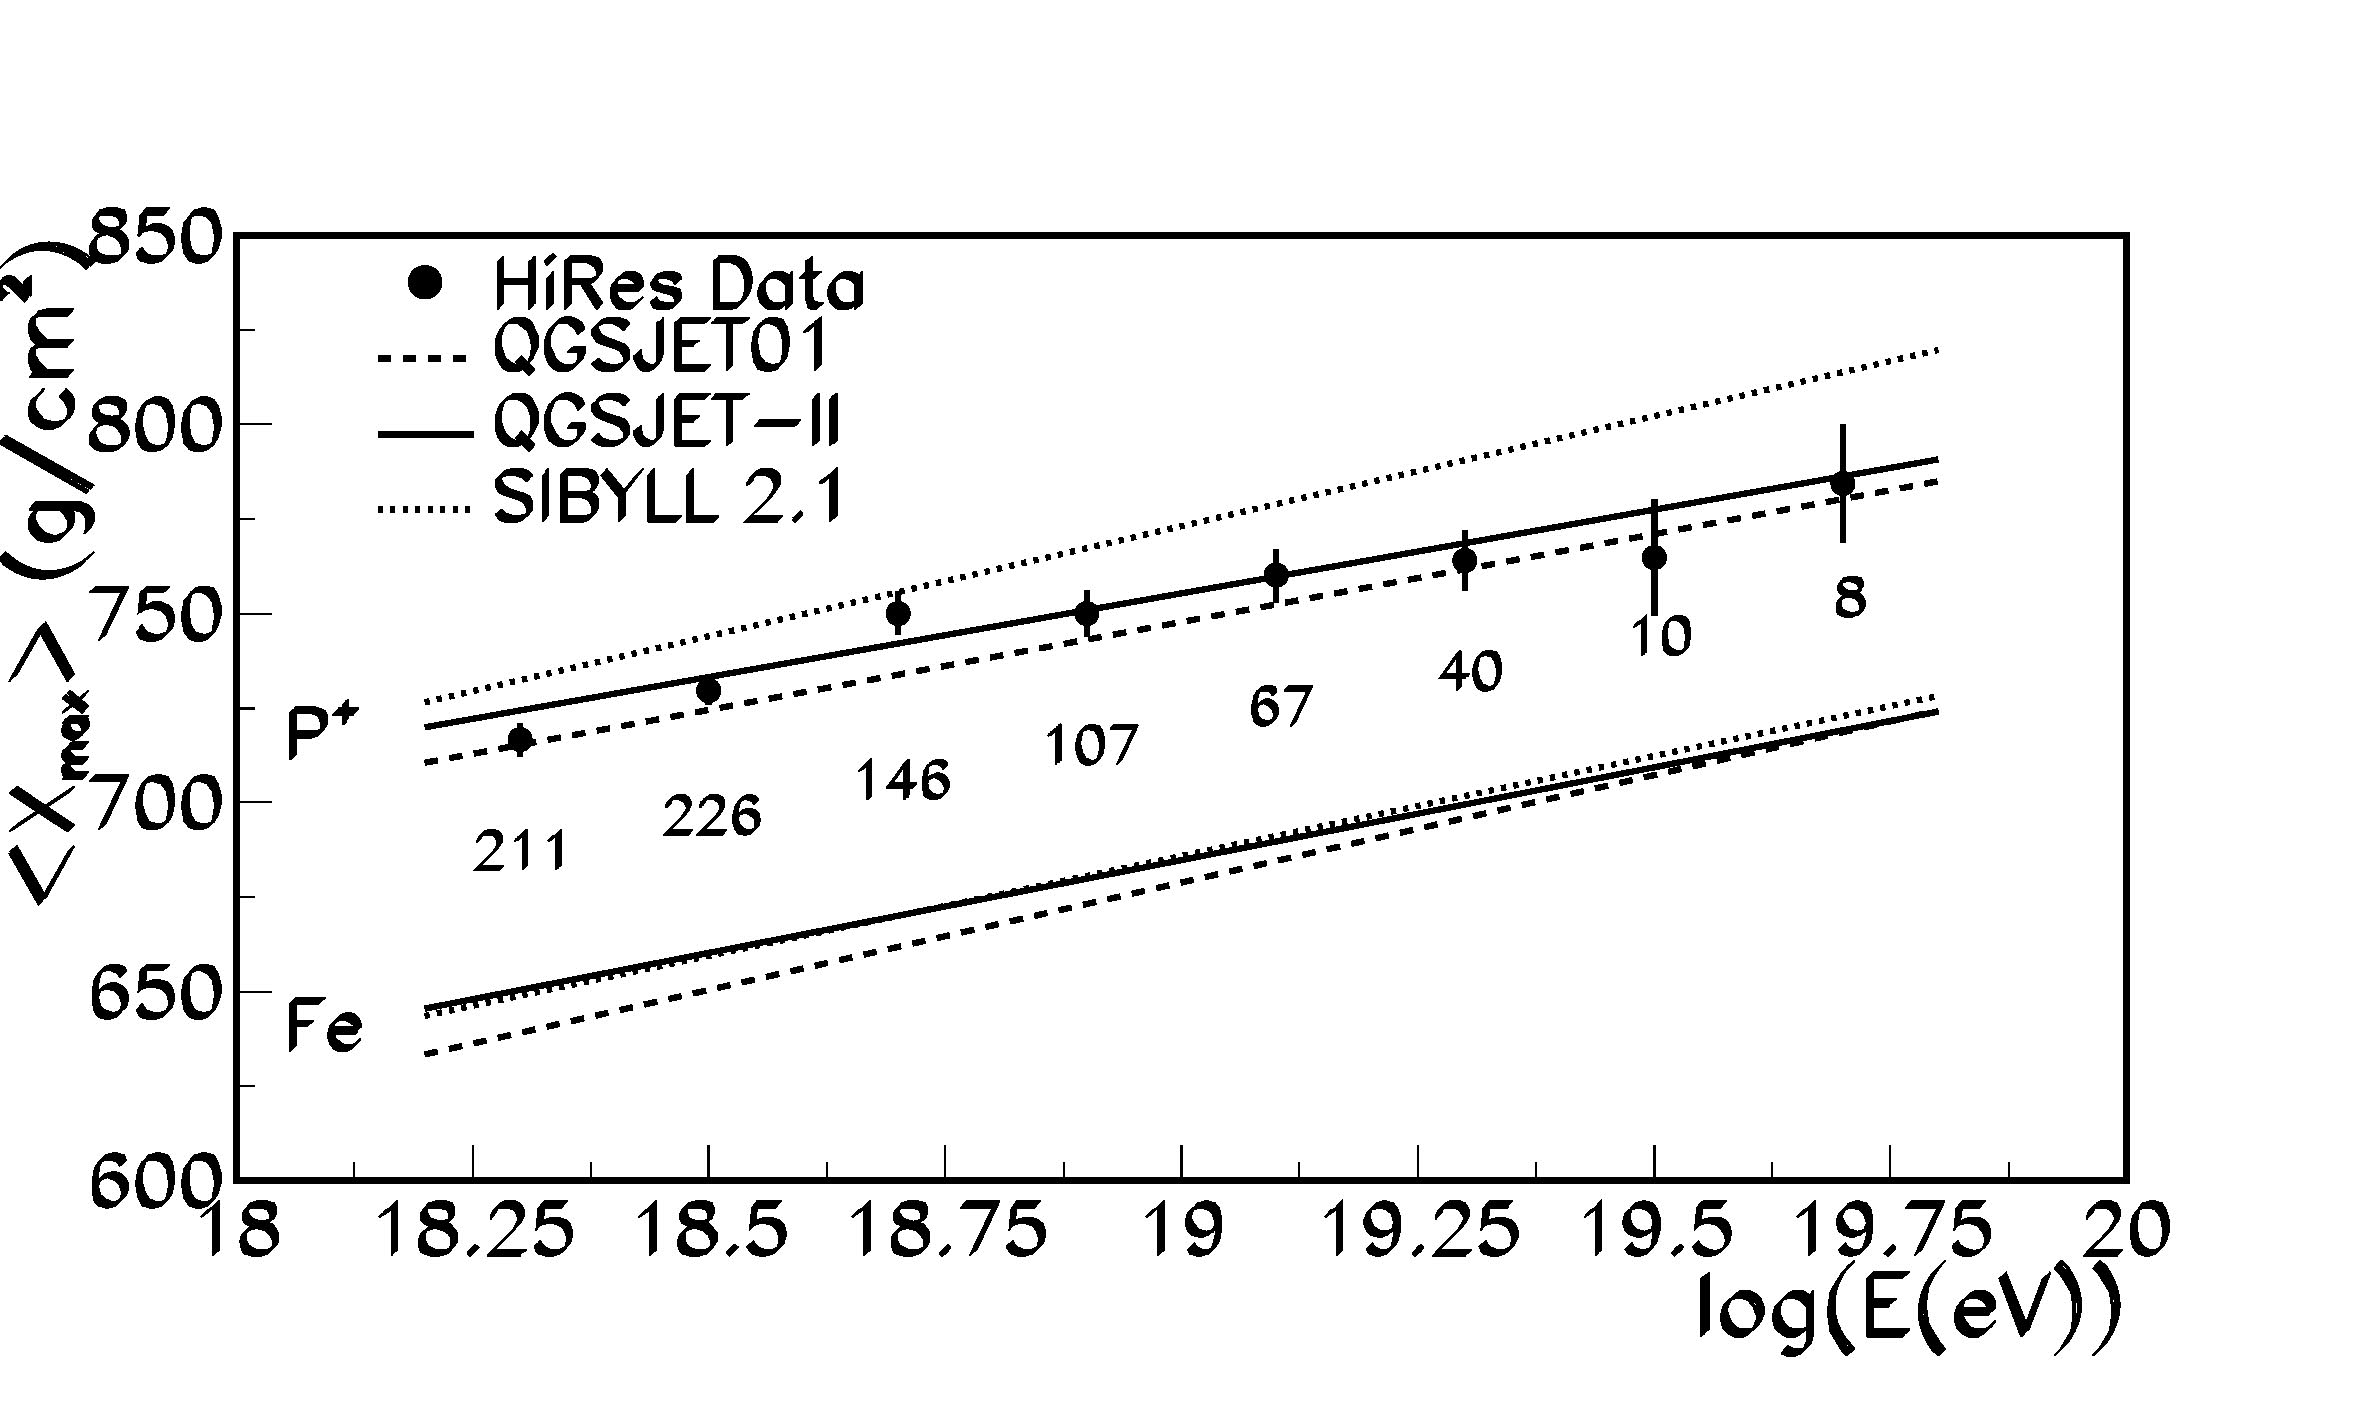 850
800
750
700
650
600
<Xmax> (g/cm²)
HiRes Data
QGSJET01
QGSJET-II
SIBYLL 2.1
P+
Fe
211
226
146
107
67
40
10
8
18 18.25 18.5 18.75 19 19.25 19.5 19.75 20
log(E(eV))